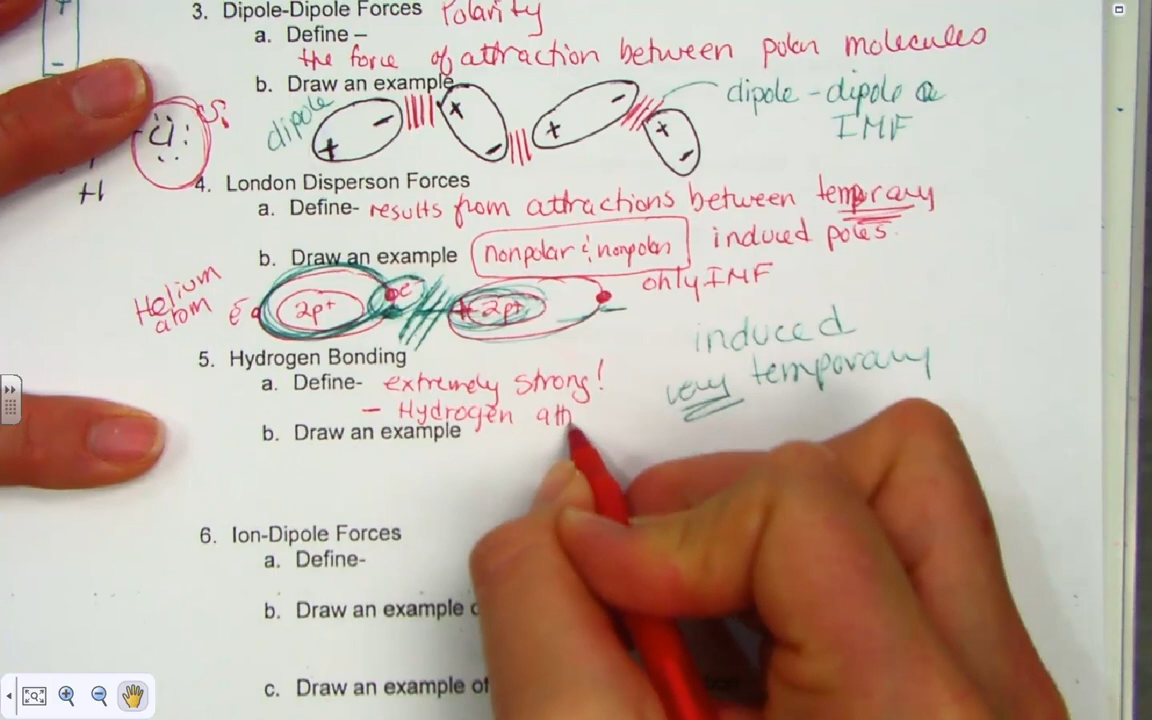 3. Dipole-Dipole Forces Polarity
a. Define –
the force of attraction between polar molecules
b. Draw an example
dipole + - + - + - + - dipole - dipole
IMF
Cl
H
4. London Disperson Forces
a. Define- results from attractions between temprary
induced poles.
b. Draw an example nonpolar & nonpolar
only IMF
Helium
atom e- 2p+ e- + 2p+ -
induced
very temporary
5. Hydrogen Bonding
a. Define- extremely strong!
- Hydrogen att
b. Draw an example
6. Ion-Dipole Forces
a. Define-
b. Draw an example
c. Draw an example of